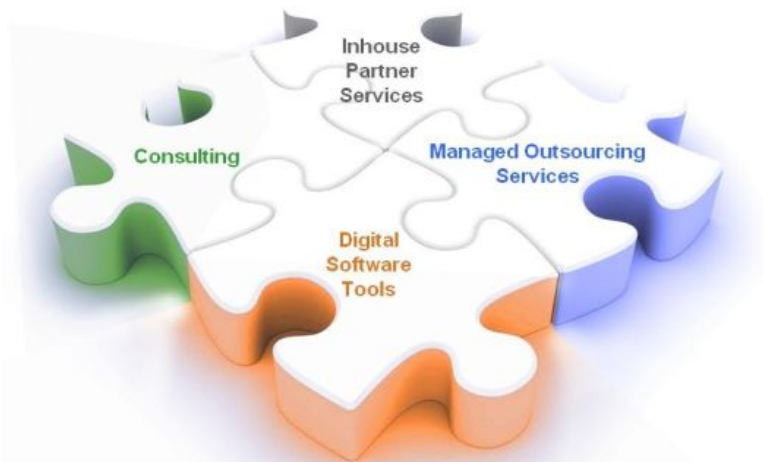 Inhouse
Partner
Services
Consulting
Managed Outsourcing
Services
Digital
Software
Tools